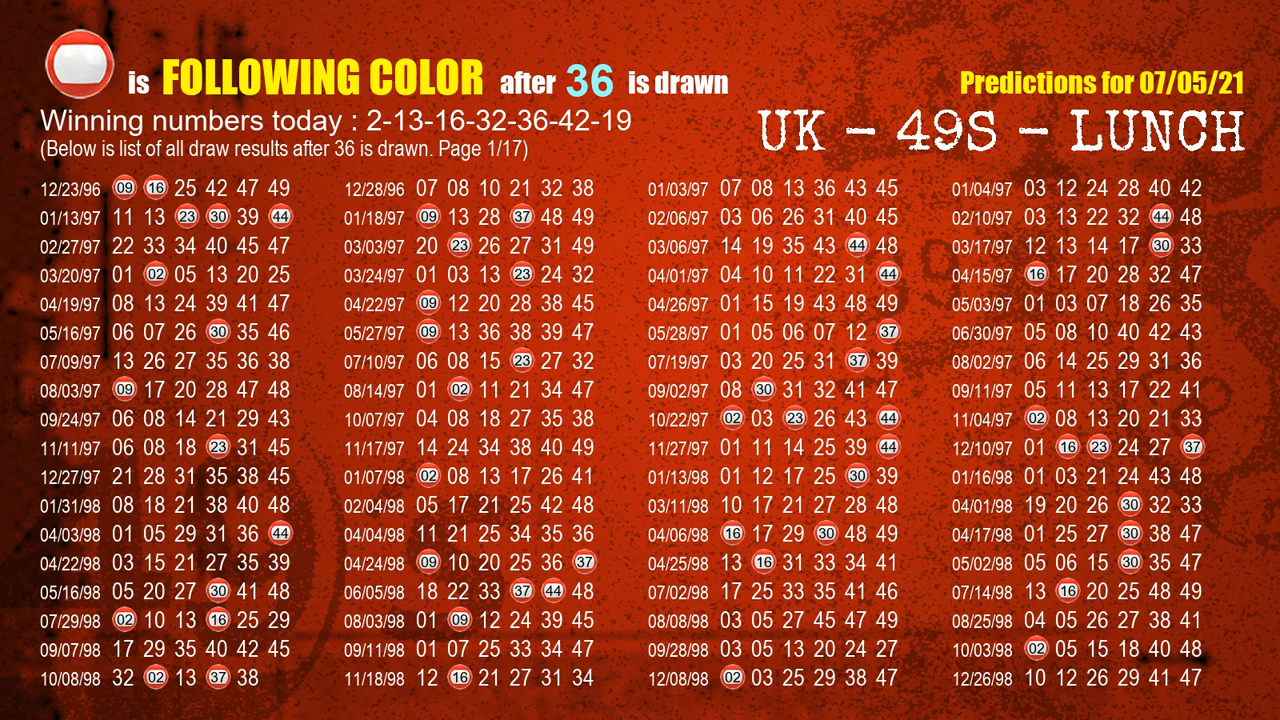 is FOLLOWING COLOR after 36 is drawn
Predictions for 07/05/21
Winning numbers today : 2-13-16-32-36-42-19
UK - 49S - LUNCH
(Below is list of all draw results after 36 is drawn. Page 1/17)
12/23/96 09 16 25 42 47 49 12/28/96 07 08 10 21 32 38 01/03/97 07 08 13 36 43 45 01/04/97 03 12 24 28 40 42
01/13/97 11 13 23 30 39 44 01/18/97 09 13 28 37 48 49 02/06/97 03 06 26 31 40 45 02/10/97 03 13 22 32 44 48
02/27/97 22 33 34 40 45 47 03/03/97 20 23 26 27 31 49 03/06/97 14 19 35 43 44 48 03/17/97 12 13 14 17 30 33
03/20/97 01 02 05 13 20 25 03/24/97 01 03 13 23 24 32 04/01/97 04 10 11 22 31 44 04/15/97 16 17 20 28 32 47
04/19/97 08 13 24 39 41 47 04/22/97 09 12 20 28 38 45 04/26/97 01 15 19 43 48 49 05/03/97 01 03 07 18 26 35
05/16/97 06 07 26 30 35 46 05/27/97 09 13 36 38 39 47 05/28/97 01 05 06 07 12 37 06/30/97 05 08 10 40 42 43
07/09/97 13 26 27 35 36 38 07/10/97 06 08 15 23 27 32 07/19/97 03 20 25 31 37 39 08/02/97 06 14 25 29 31 36
08/03/97 09 17 20 28 47 48 08/14/97 01 02 11 21 34 47 09/02/97 08 30 31 32 41 47 09/11/97 05 11 13 17 22 41
09/24/97 06 08 14 21 29 43 10/07/97 04 08 18 27 35 38 10/22/97 02 03 23 26 43 44 11/04/97 02 08 13 20 21 33
11/11/97 06 08 18 23 31 45 11/17/97 14 24 34 38 40 49 11/27/97 01 11 14 25 39 44 12/10/97 01 16 23 24 27 37
12/27/97 21 28 31 35 38 45 01/07/98 02 08 13 17 26 41 01/13/98 01 12 17 25 30 39 01/16/98 01 03 21 24 43 48
01/31/98 08 18 21 38 40 48 02/04/98 05 17 21 25 42 48 03/11/98 10 17 21 27 28 48 04/01/98 19 20 26 30 32 33
04/03/98 01 05 29 31 36 44 04/04/98 11 21 25 34 35 36 04/06/98 16 17 29 30 48 49 04/17/98 01 25 27 30 38 47
04/22/98 03 15 21 27 35 39 04/24/98 09 10 20 25 36 37 04/25/98 13 16 31 33 34 41 05/02/98 05 06 15 30 35 47
05/16/98 05 20 27 30 41 48 06/05/98 18 22 33 37 44 48 07/02/98 17 25 33 35 41 46 07/14/98 13 16 20 25 48 49
07/29/98 02 10 13 16 25 29 08/03/98 01 09 12 24 39 45 08/08/98 03 05 27 45 47 49 08/25/98 04 05 26 27 38 41
09/07/98 17 29 35 40 42 45 09/11/98 01 07 25 33 34 47 09/28/98 03 05 13 20 24 27 10/03/98 02 05 15 18 40 48
10/08/98 32 02 13 37 38 11/18/98 12 16 21 27 31 34 12/08/98 02 03 25 29 38 47 12/26/98 10 12 26 29 41 47